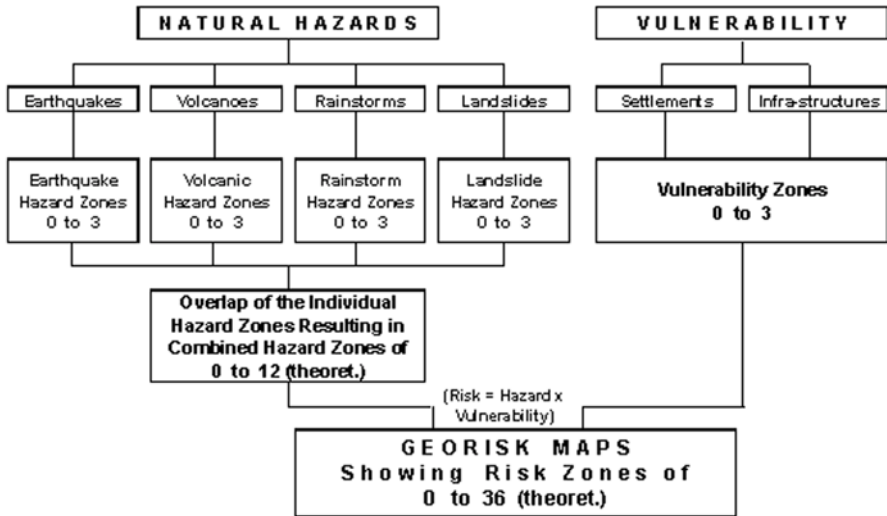 NATURAL HAZARDS
VULNERABILITY
Earthquakes
Volcanoes
Rainstorms
Landslides
Settlements
Infra-structures
Earthquake
Hazard Zones
0 to 3
Volcanic
Hazard Zones
0 to 3
Rainstorm
Hazard Zones
0 to 3
Landslide
Hazard Zones
0 to 3
Vulnerability Zones
0 to 3
Overlap of the Individual
Hazard Zones Resulting in
Combined Hazard Zones of
0 to 12 (theoret.)
(Risk = Hazard x
Vulnerability)
GEORISK MAPS
Showing Risk Zones of
0 to 36 (theoret.)